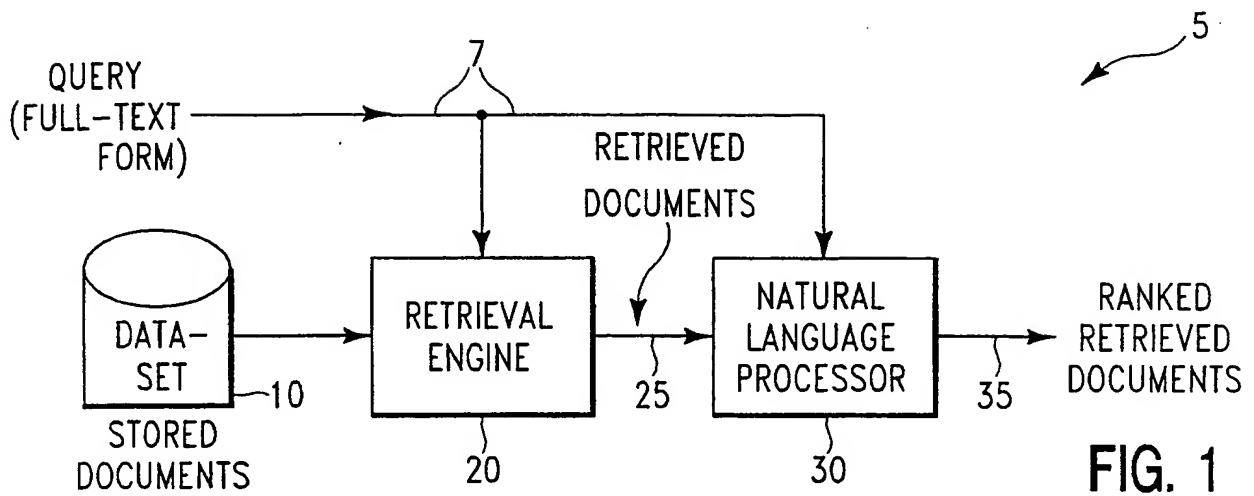 5
7
QUERY
(FULL-TEXT
FORM)
RETRIEVED
DOCUMENTS
DATA-
SET
10
STORED
DOCUMENTS
RETRIEVAL
ENGINE
20
25
NATURAL
LANGUAGE
PROCESSOR
30
35
RANKED
RETRIEVED
DOCUMENTS
FIG. 1